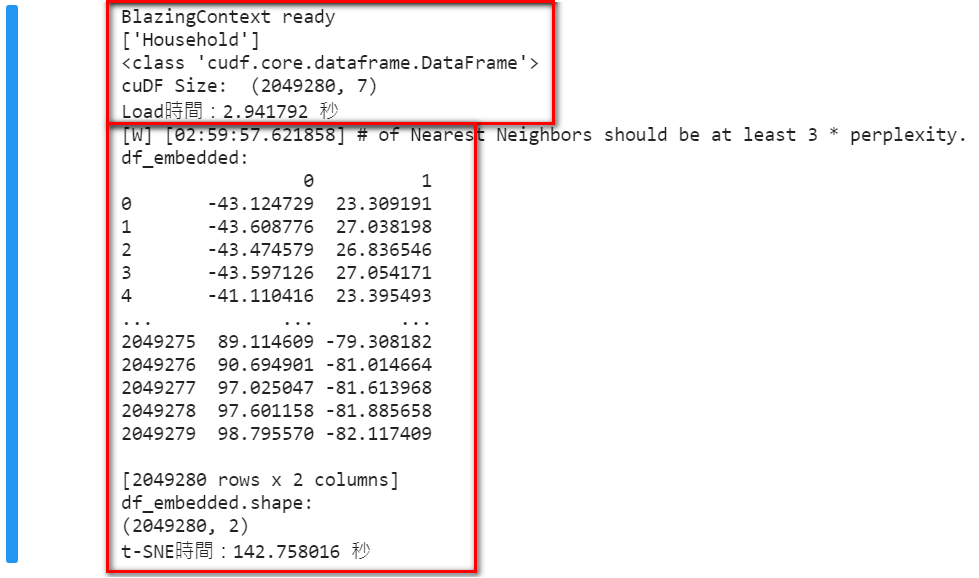 BlazingContext ready
['Household']
<class 'cudf.core.dataframe.DataFrame'>
cuDF Size:  (2049280, 7)
Load時間：2.941792 秒
[W] [02:59:57.621858] # of Nearest Neighbors should be at least 3 * perplexity.
df_embedded:
                 0          1
0       -43.124729  23.309191
1       -43.608776  27.038198
2       -43.474579  26.836546
3       -43.597126  27.054171
4       -41.110416  23.395493
...            ...        ...
2049275  89.114609 -79.308182
2049276  90.694901 -81.014664
2049277  97.025047 -81.613968
2049278  97.601158 -81.885658
2049279  98.795570 -82.117409
[2049280 rows x 2 columns]
df_embedded.shape:
(2049280, 2)
t-SNE時間：142.758016 秒